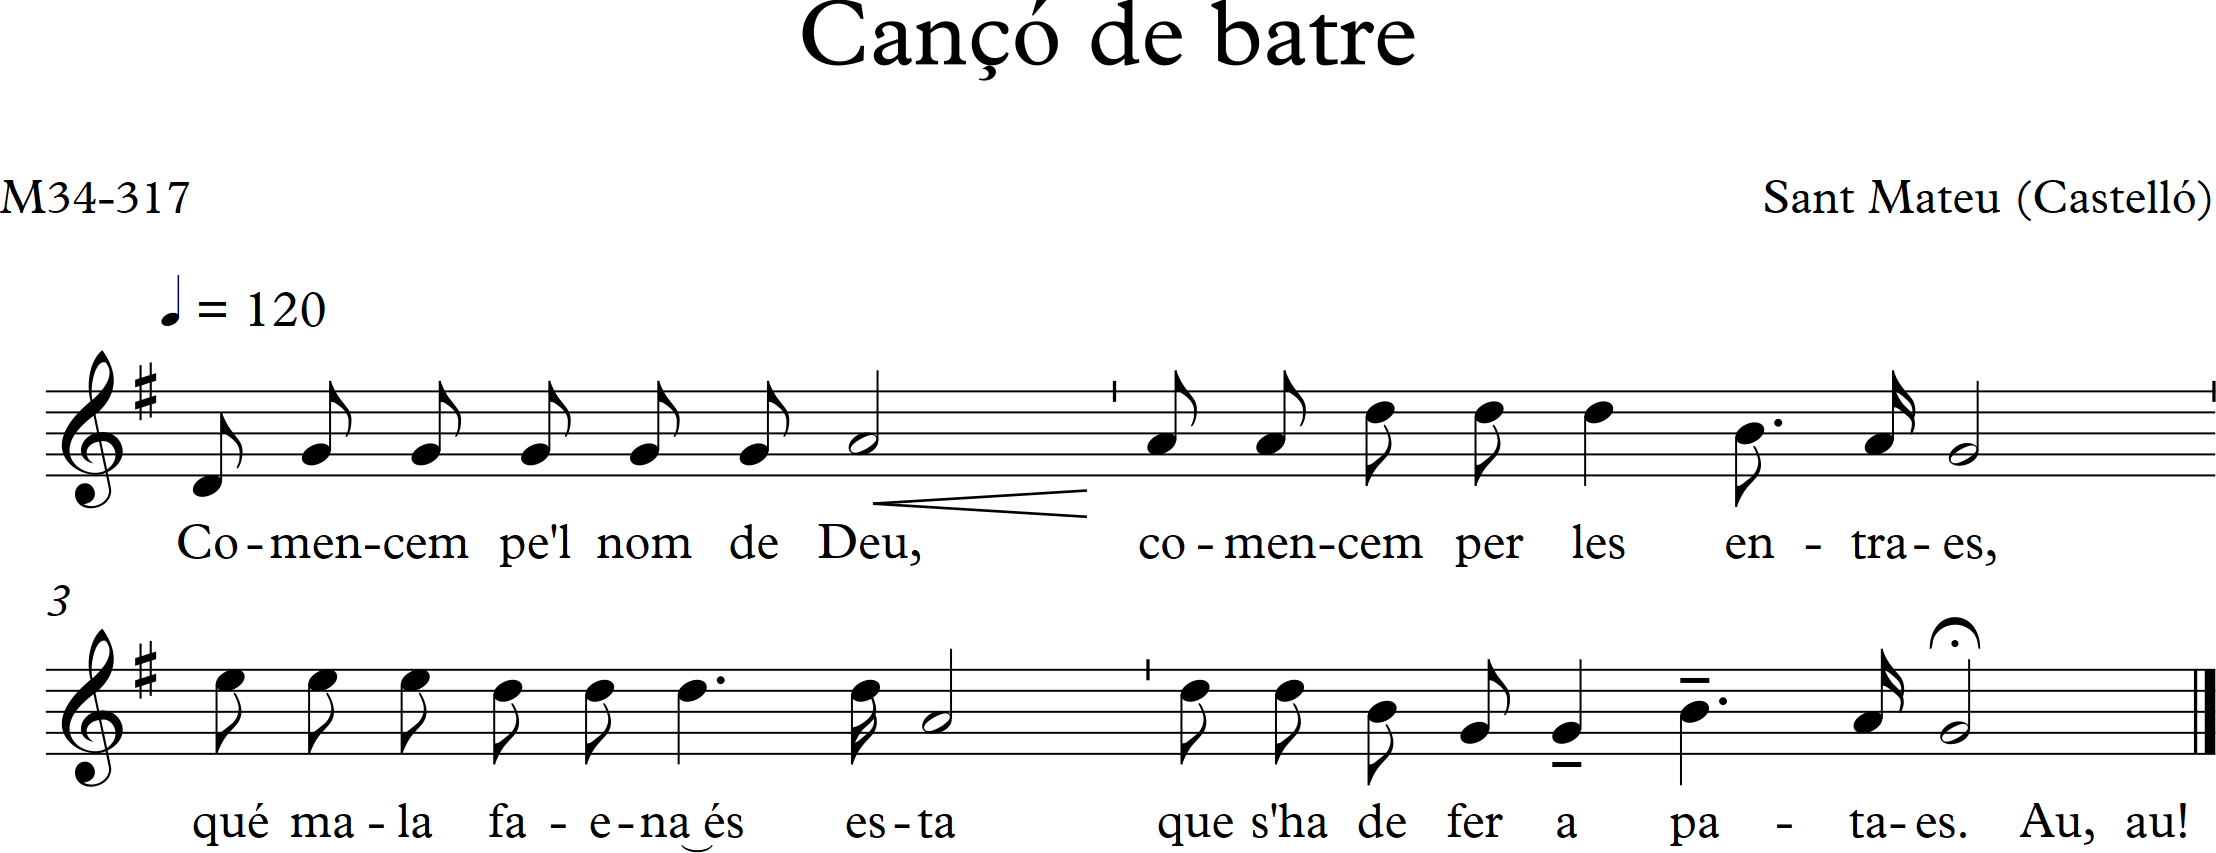 Cançó de batre
M34-317 Sant Mateu (Castelló)
= 120
Co-men-cem pe'l nom de Deu, co-men-cem per les en-tra-es,
3
qué ma-la fa-e-na‿és es-ta que s'ha de fer a pa-ta-es. Au, au!